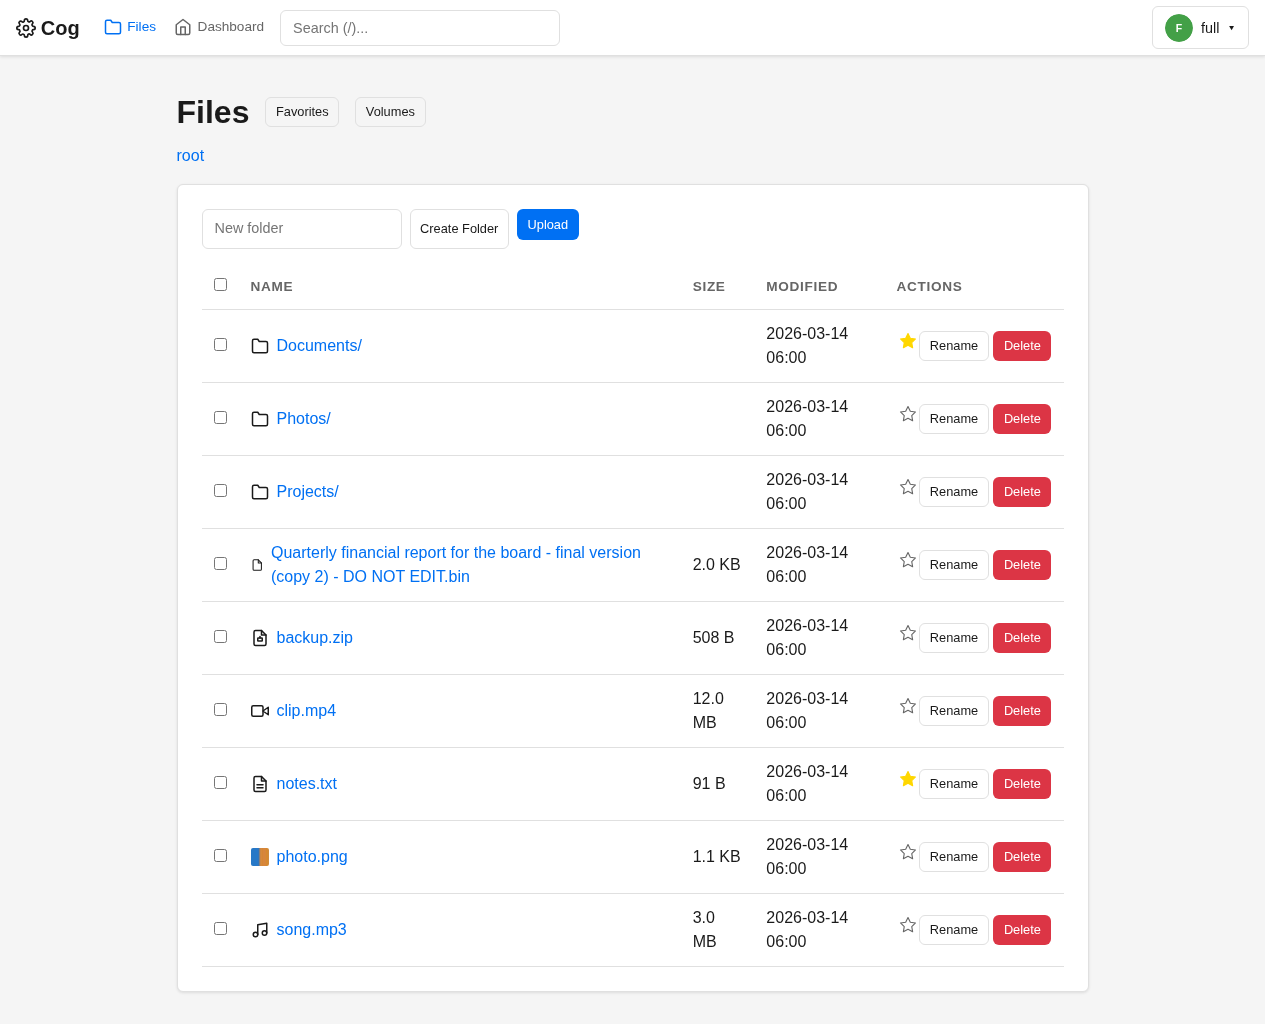 Cog Files Dashboard Search (/)... F full ▾
Files Favorites Volumes
root
New folder Create Folder Upload
NAME SIZE MODIFIED ACTIONS
Documents/ 2026-03-14 06:00 Rename Delete
Photos/ 2026-03-14 06:00 Rename Delete
Projects/ 2026-03-14 06:00 Rename Delete
Quarterly financial report for the board - final version (copy 2) - DO NOT EDIT.bin 2.0 KB 2026-03-14 06:00 Rename Delete
backup.zip 508 B 2026-03-14 06:00 Rename Delete
clip.mp4 12.0 MB 2026-03-14 06:00 Rename Delete
notes.txt 91 B 2026-03-14 06:00 Rename Delete
photo.png 1.1 KB 2026-03-14 06:00 Rename Delete
song.mp3 3.0 MB 2026-03-14 06:00 Rename Delete